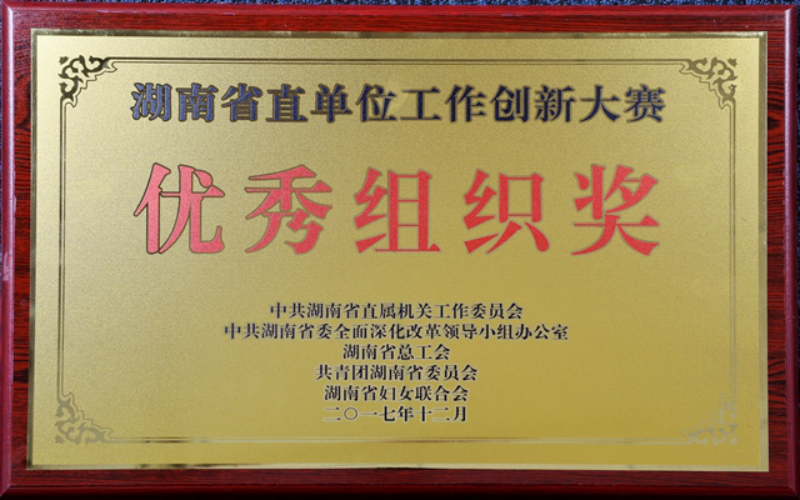 湖南省直单位工作创新大赛
优秀组织奖
中共湖南省直属机关工作委员会
中共湖南省委全面深化改革领导小组办公室
湖南省总工会
共青团湖南省委员会
湖南省妇女联合会
二〇一七年十二月